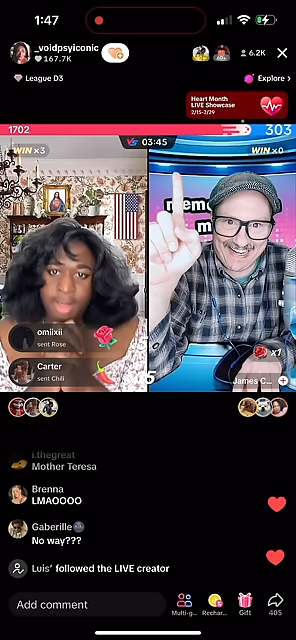 1:47
_voidpsyiconic
167.7K
6.2K
League D3
Explore >
Heart Month
LIVE Showcase
2/15-2/29
1702
303
WIN ×3
VS 03:45
WIN ×0
omiixii
sent Rose
Carter
sent Chili
x1
James C...
i.thegreat
Mother Teresa
Brenna
LMAOOOO
Gaberille
No way???
Luis' followed the LIVE creator
Add comment
Multi-g...
Rechar...
Gift
405